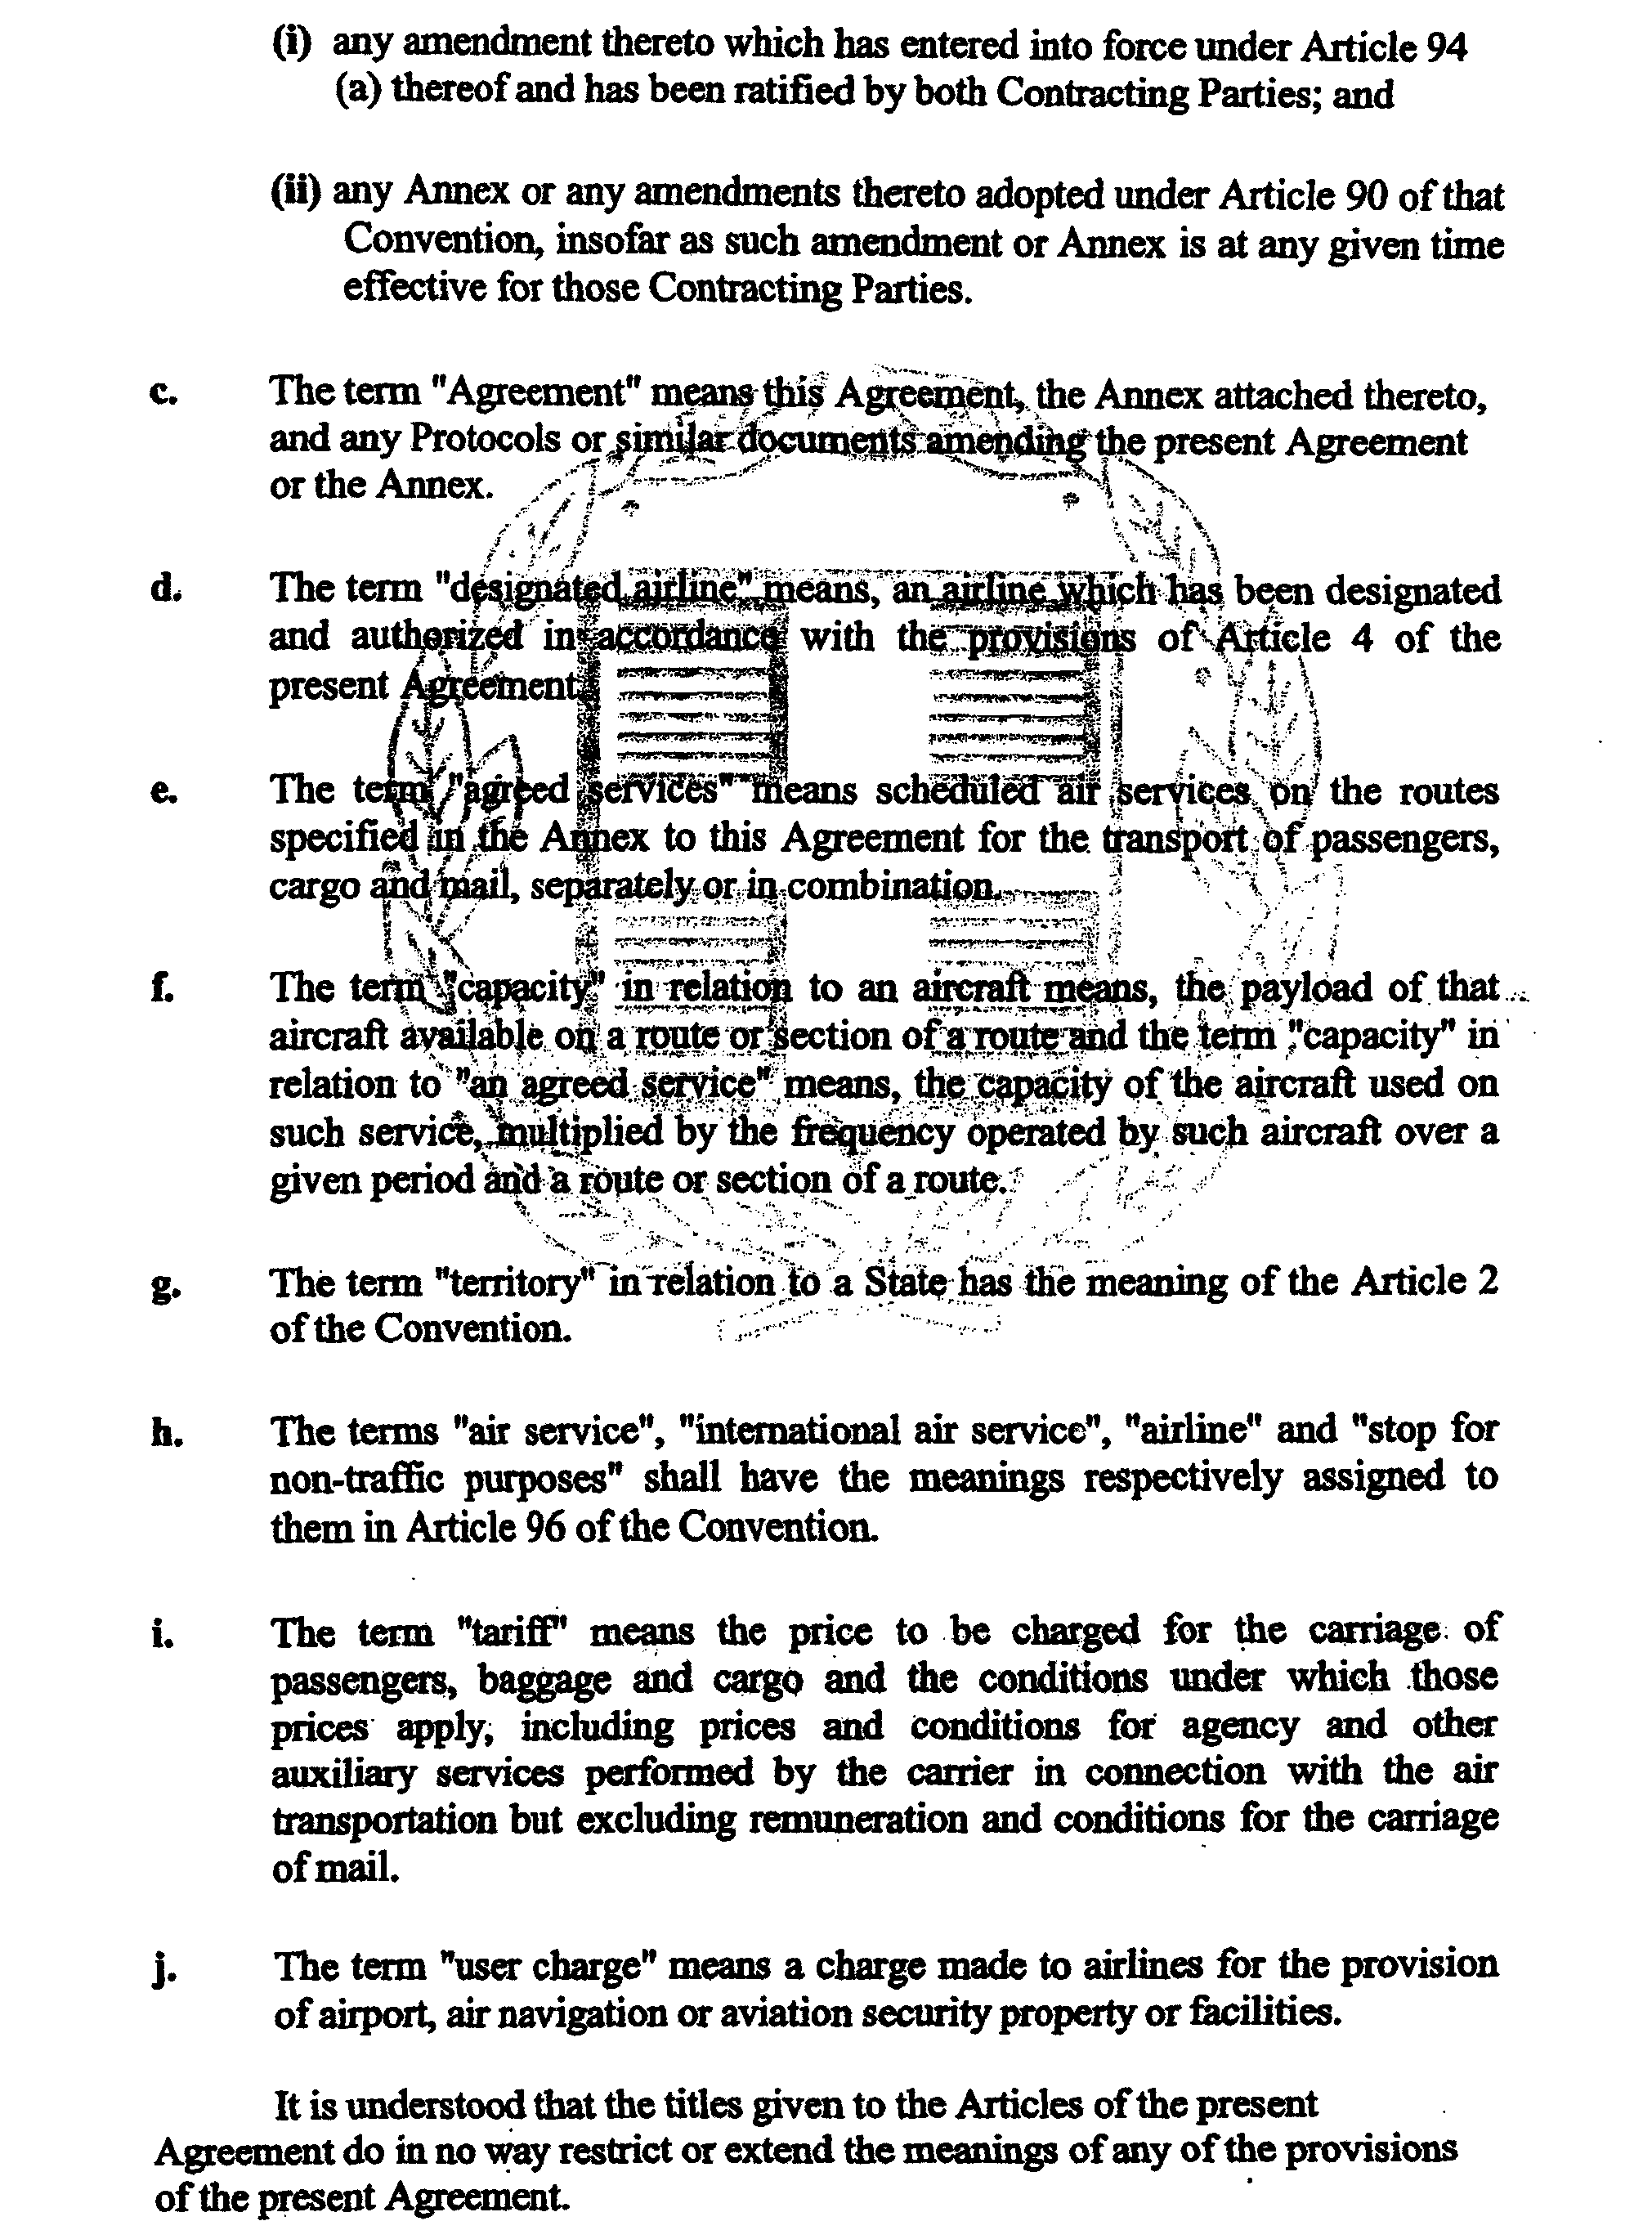 (i) any amendment thereto which has entered into force under Article 94
(a) thereof and has been ratified by both Contracting Parties; and
(ii) any Annex or any amendments thereto adopted under Article 90 of that
Convention, insofar as such amendment or Annex is at any given time
effective for those Contracting Parties.
c. The term "Agreement" means this Agreement, the Annex attached thereto,
and any Protocols or similar documents amending the present Agreement
or the Annex.
d. The term "designated airline" means, an airline which has been designated
and authorized in accordance with the provisions of Article 4 of the
present Agreement
e. The term "agreed services" means scheduled air services on the routes
specified in the Annex to this Agreement for the transport of passengers,
cargo and mail, separately or in combination.
f. The term "capacity" in relation to an aircraft means, the payload of that
aircraft available on a route or section of a route and the term "capacity" in
relation to "an agreed service" means, the capacity of the aircraft used on
such service, multiplied by the frequency operated by such aircraft over a
given period and a route or section of a route.
g. The term "territory" in relation to a State has the meaning of the Article 2
of the Convention.
h. The terms "air service", "international air service", "airline" and "stop for
non-traffic purposes" shall have the meanings respectively assigned to
them in Article 96 of the Convention.
i. The term "tariff" means the price to be charged for the carriage of
passengers, baggage and cargo and the conditions under which those
prices apply, including prices and conditions for agency and other
auxiliary services performed by the carrier in connection with the air
transportation but excluding remuneration and conditions for the carriage
of mail.
j. The term "user charge" means a charge made to airlines for the provision
of airport, air navigation or aviation security property or facilities.
It is understood that the titles given to the Articles of the present
Agreement do in no way restrict or extend the meanings of any of the provisions
of the present Agreement.